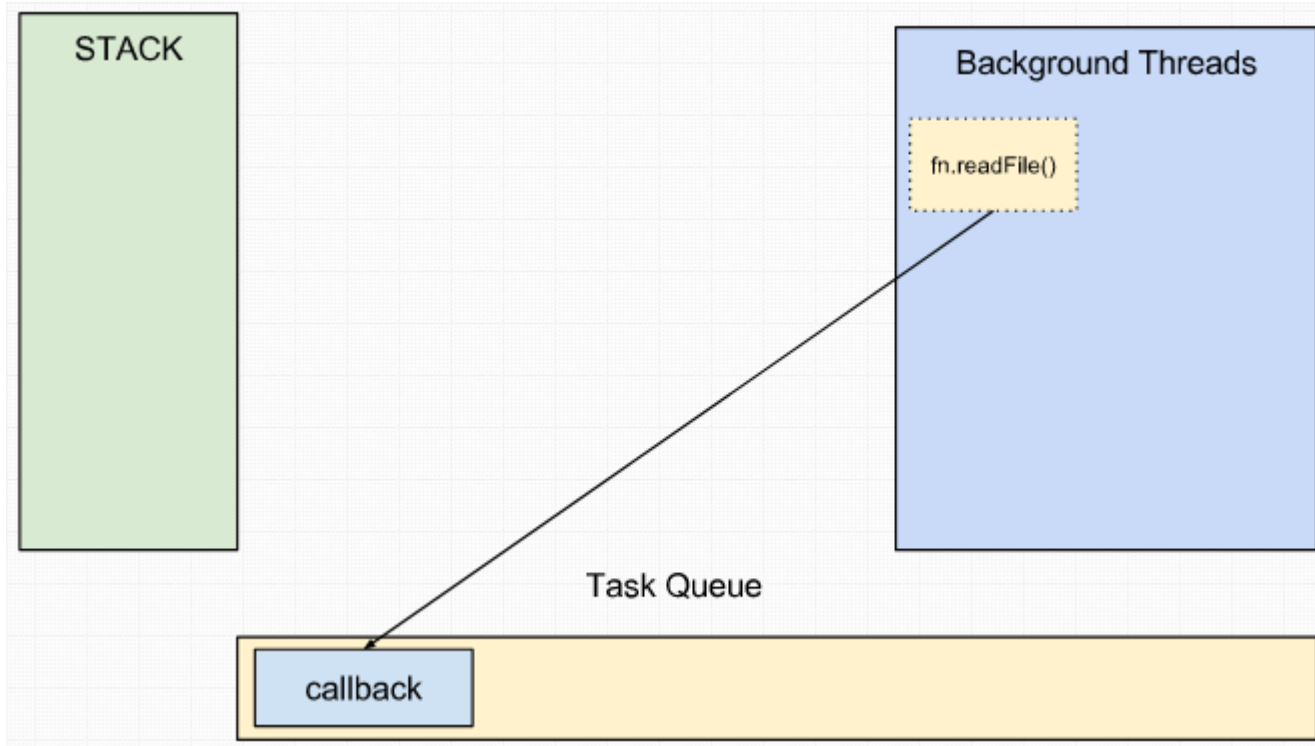 STACK
Background Threads
fn.readFile()
Task Queue
callback